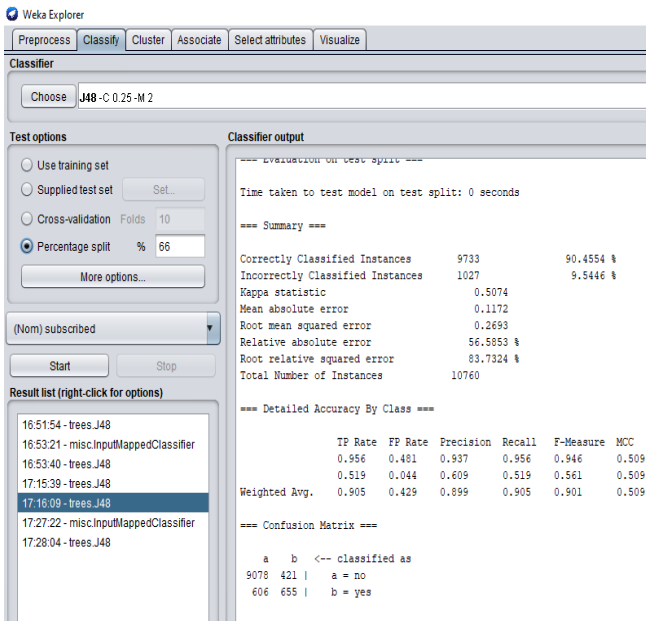 Weka Explorer
Preprocess Classify Cluster Associate Select attributes Visualize
Classifier
Choose J48 -C 0.25 -M 2
Test options
Use training set
Supplied test set Set...
Cross-validation Folds 10
Percentage split % 66
More options...
(Nom) subscribed
Start Stop
Result list (right-click for options)
16:51:54 - trees.J48
16:53:21 - misc.InputMappedClassifier
16:53:40 - trees.J48
17:15:39 - trees.J48
17:16:09 - trees.J48
17:27:22 - misc.InputMappedClassifier
17:28:04 - trees.J48
Classifier output
=== Evaluation on test split ===
Time taken to test model on test split: 0 seconds
=== Summary ===
Correctly Classified Instances 9733 90.4554 %
Incorrectly Classified Instances 1027 9.5446 %
Kappa statistic 0.5074
Mean absolute error 0.1172
Root mean squared error 0.2693
Relative absolute error 56.5853 %
Root relative squared error 83.7324 %
Total Number of Instances 10760
=== Detailed Accuracy By Class ===
TP Rate FP Rate Precision Recall F-Measure MCC
0.956 0.481 0.937 0.956 0.946 0.509
0.519 0.044 0.609 0.519 0.561 0.509
Weighted Avg. 0.905 0.429 0.899 0.905 0.901 0.509
=== Confusion Matrix ===
a b <-- classified as
9078 421 | a = no
606 655 | b = yes